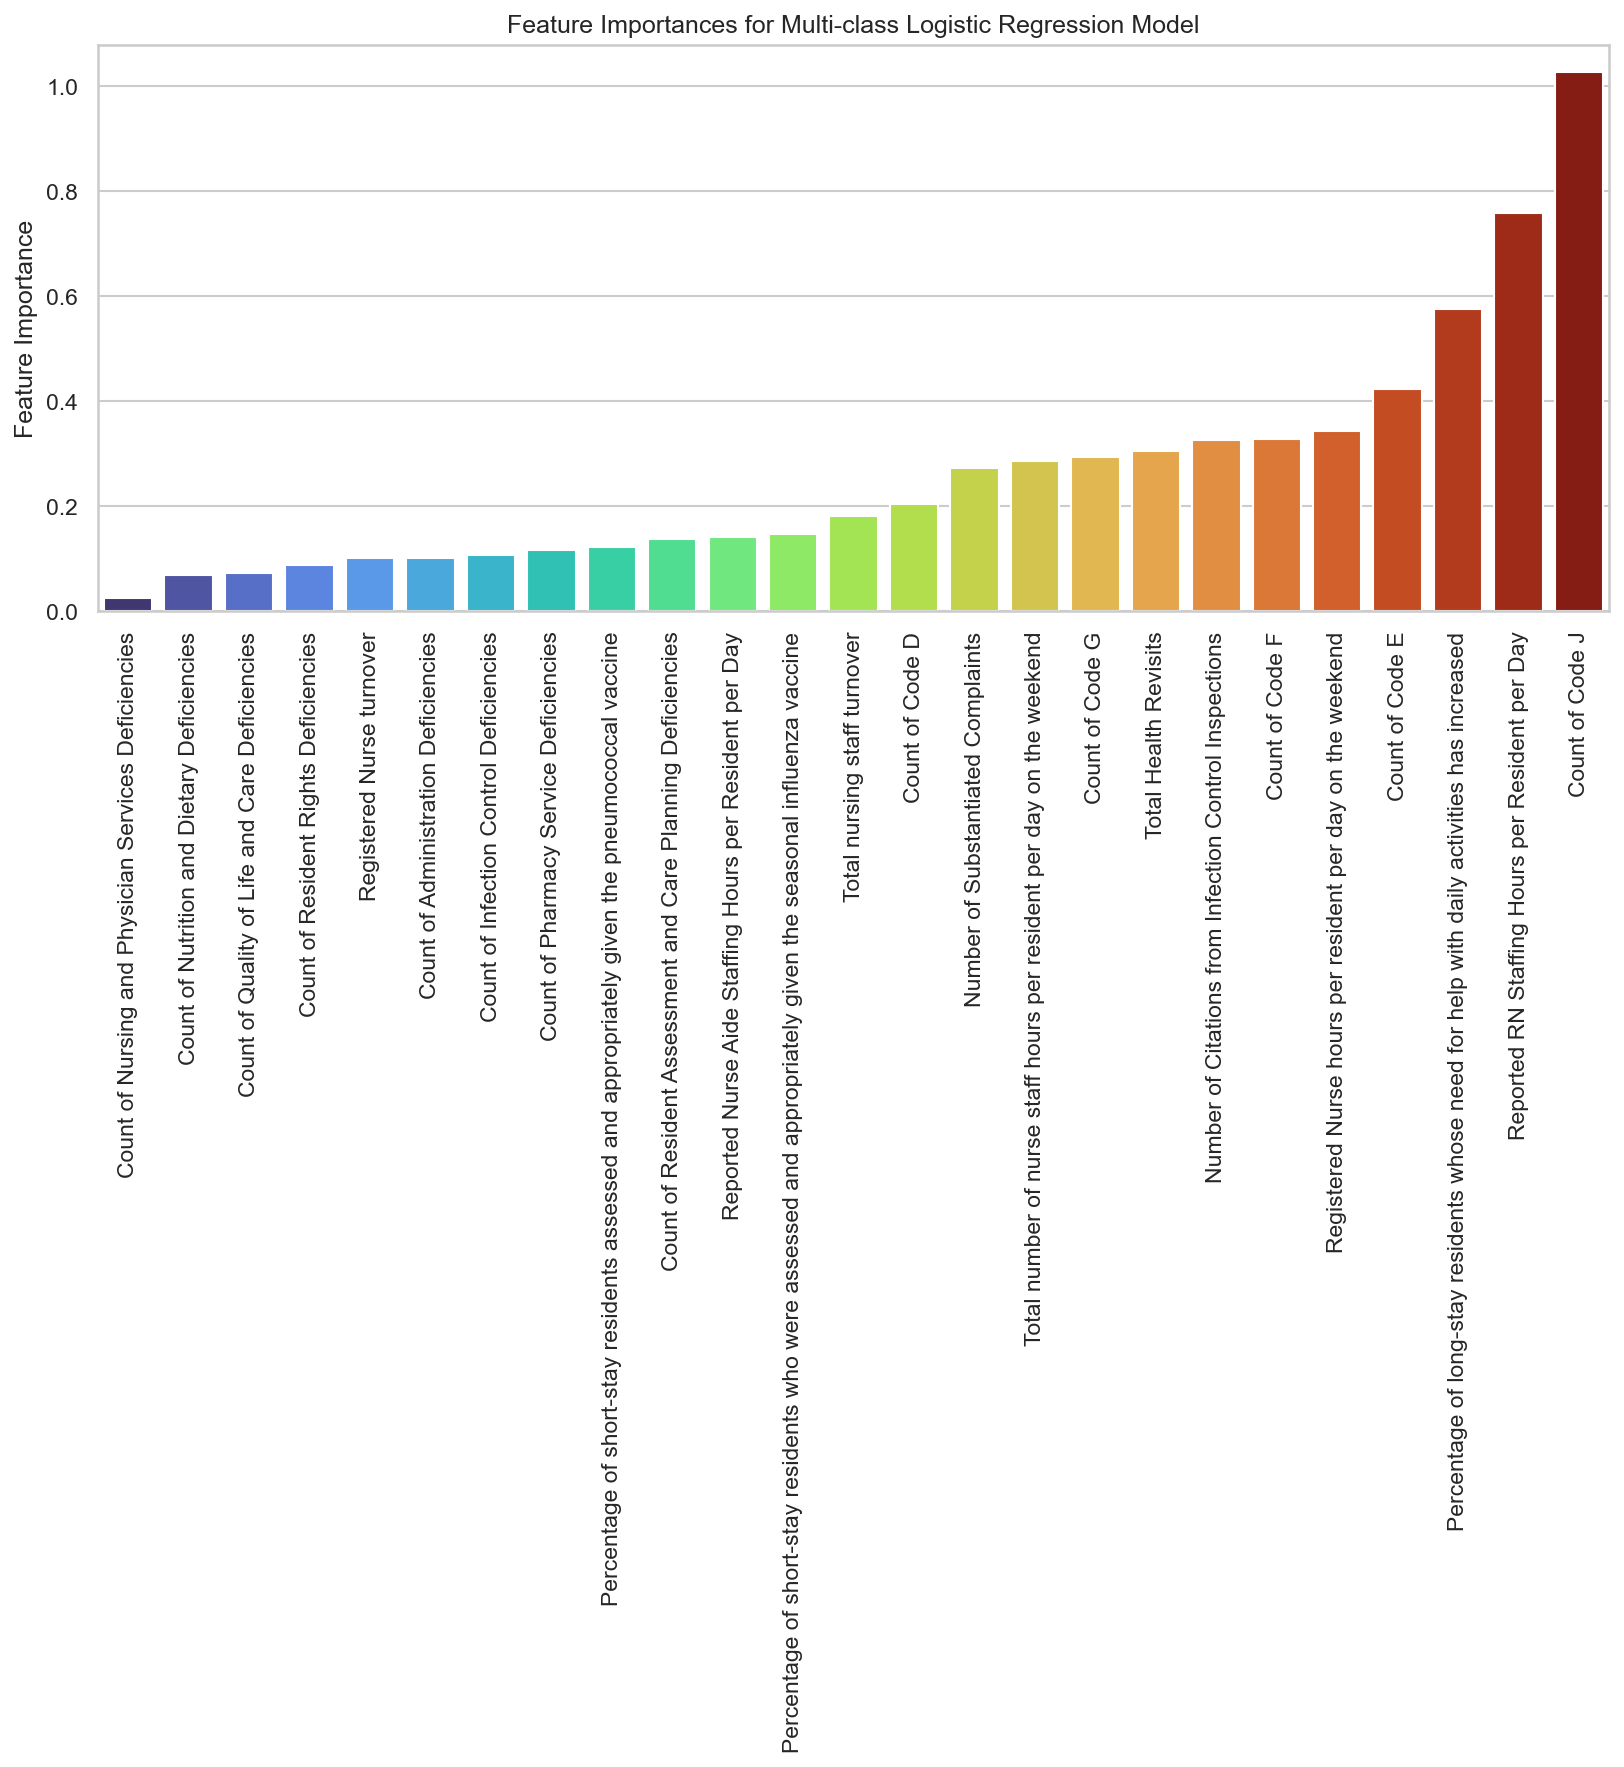 Feature Importances for Multi-class Logistic Regression Model
Feature Importance
1.0
0.8
0.6
0.4
0.2
0.0
Count of Nursing and Physician Services Deficiencies
Count of Nutrition and Dietary Deficiencies
Count of Quality of Life and Care Deficiencies
Count of Resident Rights Deficiencies
Registered Nurse turnover
Count of Administration Deficiencies
Count of Infection Control Deficiencies
Count of Pharmacy Service Deficiencies
Percentage of short-stay residents assessed and appropriately given the pneumococcal vaccine
Count of Resident Assessment and Care Planning Deficiencies
Reported Nurse Aide Staffing Hours per Resident per Day
Percentage of short-stay residents who were assessed and appropriately given the seasonal influenza vaccine
Total nursing staff turnover
Count of Code D
Number of Substantiated Complaints
Total number of nurse staff hours per resident per day on the weekend
Count of Code G
Total Health Revisits
Number of Citations from Infection Control Inspections
Count of Code F
Registered Nurse hours per resident per day on the weekend
Count of Code E
Percentage of long-stay residents whose need for help with daily activities has increased
Reported RN Staffing Hours per Resident per Day
Count of Code J